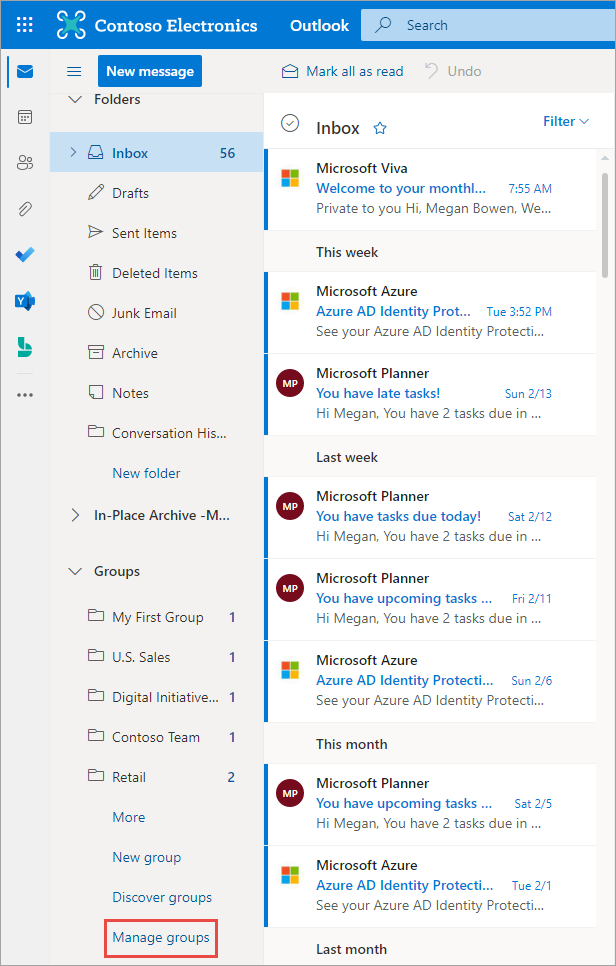 Contoso Electronics
Outlook
Search
New message
Mark all as read
Undo
Folders
Inbox 56
Drafts
Sent Items
Deleted Items
Junk Email
Archive
Notes
Conversation His...
New folder
In-Place Archive -M...
Groups
My First Group 1
U.S. Sales 1
Digital Initiative... 1
Contoso Team 1
Retail 2
More
New group
Discover groups
Manage groups
Inbox
Filter
Microsoft Viva
Welcome to your monthl... 7:55 AM
Private to you Hi, Megan Bowen, We...
This week
Microsoft Azure
Azure AD Identity Prot... Tue 3:52 PM
See your Azure AD Identity Protecti...
MP
Microsoft Planner
You have late tasks! Sun 2/13
Hi Megan, You have 2 tasks due in ...
Last week
MP
Microsoft Planner
You have tasks due today! Sat 2/12
Hi Megan, You have 2 tasks due in ...
MP
Microsoft Planner
You have upcoming tasks ... Fri 2/11
Hi Megan, You have 2 tasks due in ...
Microsoft Azure
Azure AD Identity Protecti... Sun 2/6
See your Azure AD Identity Protecti...
This month
MP
Microsoft Planner
You have upcoming tasks ... Sat 2/5
Hi Megan, You have 2 tasks due in ...
Microsoft Azure
Azure AD Identity Protecti... Tue 2/1
See your Azure AD Identity Protecti...
Last month